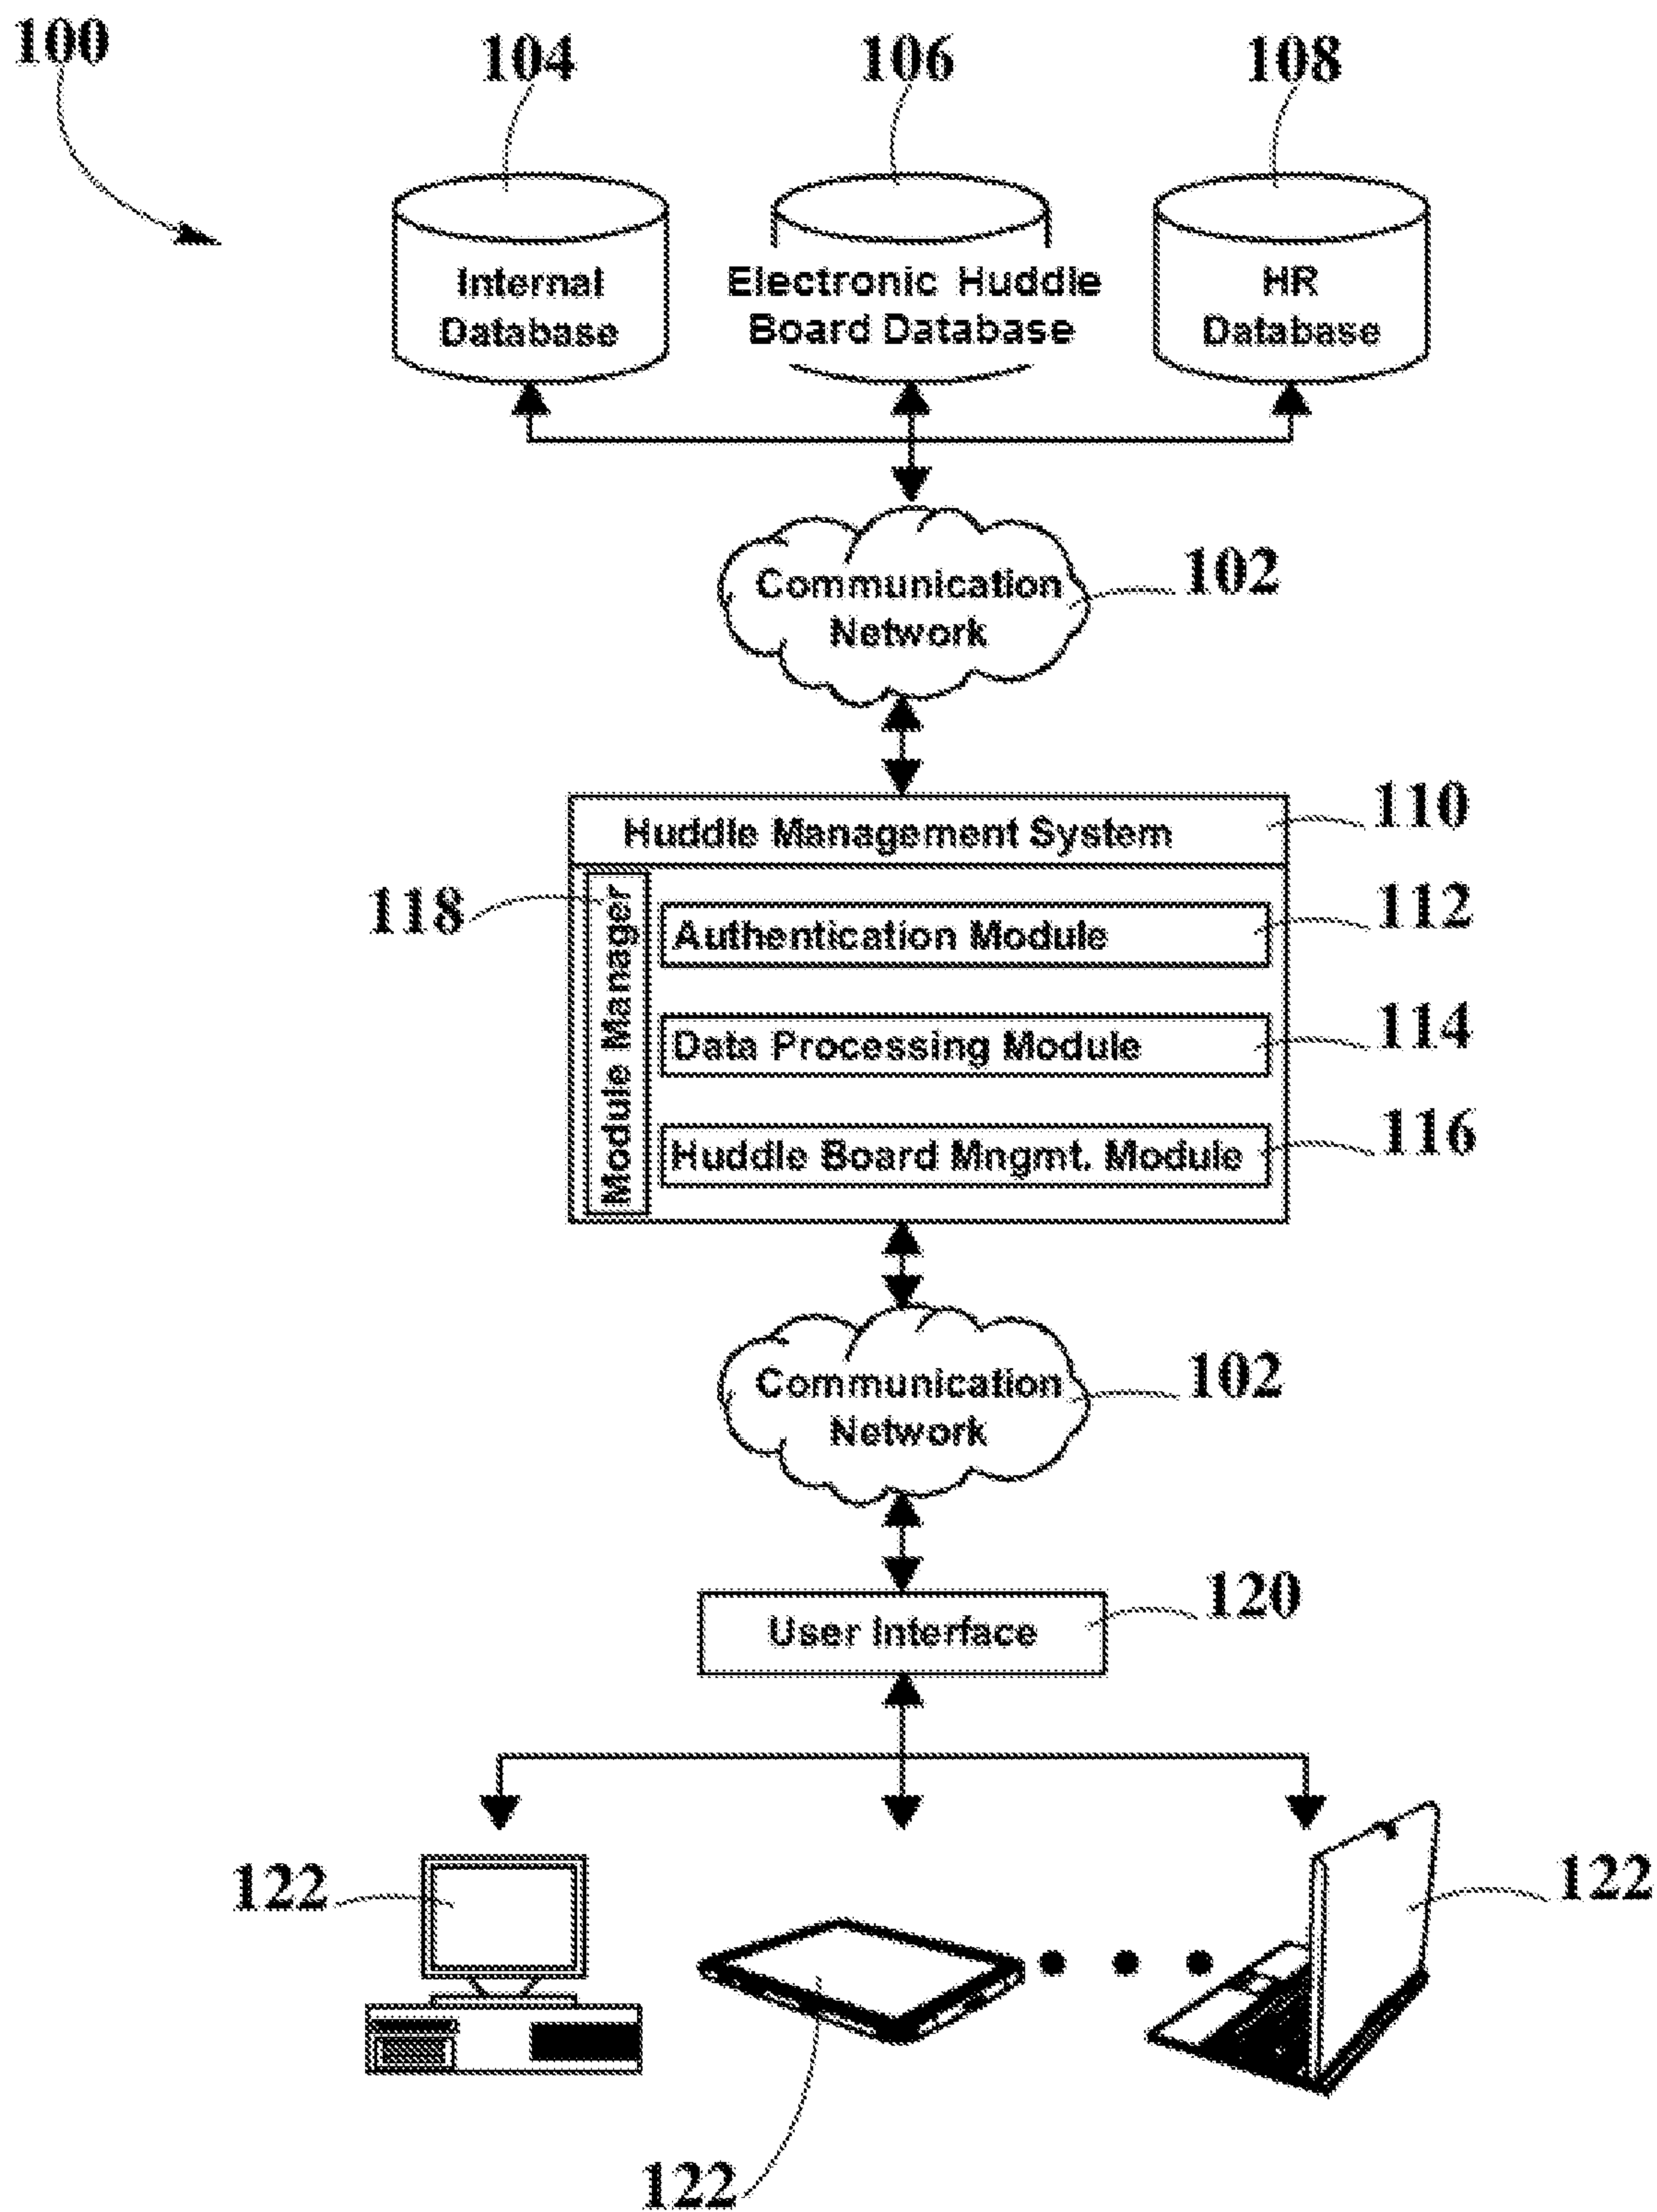 100
104
106
108
Internal
Database
Electronic Huddle
Board Database
HR
Database
Communication
Network
102
Huddle Management System
110
118
Module Manager
Authentication Module
112
Data Processing Module
114
Huddle Board Mngmt. Module
116
Communication
Network
102
User Interface
120
122
122
122